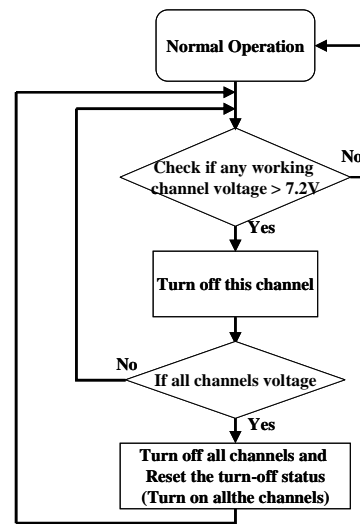 Normal Operation
Check if any working
channel voltage > 7.2V
No
Yes
Turn off this channel
No
If all channels voltage
Yes
Turn off all channels and
Reset the turn-off status
(Turn on allthe channels)